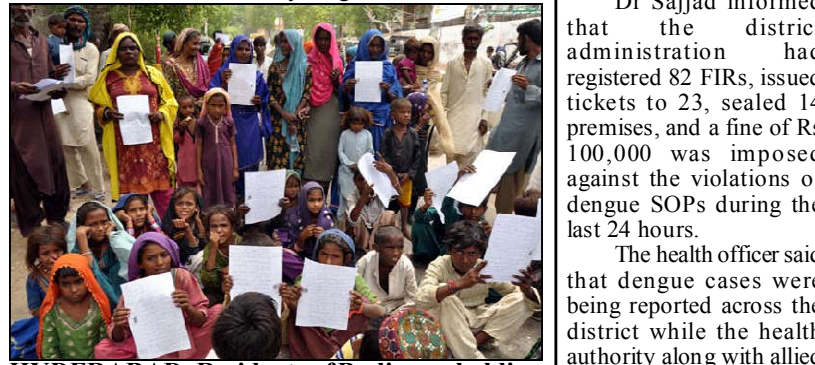 Dr Sajjad informed
that the district
administration had
registered 82 FIRs, issued
tickets to 23, sealed 14
premises, and a fine of Rs
100,000 was imposed
against the violations of
dengue SOPs during the
last 24 hours.
The health officer said
that dengue cases were
being reported across the
district while the health
authority along with allied
HYDERABAD: Residents of